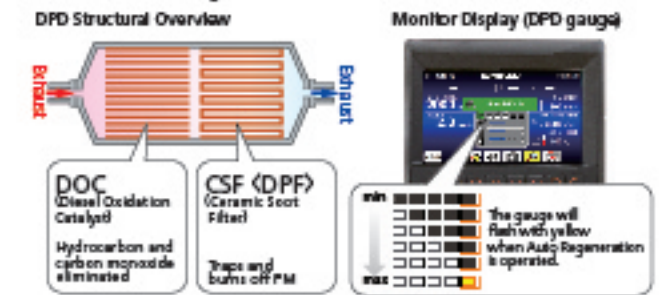 DPD Structural Overview
Monitor Display (DPD gauge)
Exhaust
Exhaust
DOC
(Diesel Oxidation
Catalyst)
Hydrocarbon and
carbon monoxide
eliminated
CSF <DPF>
(Ceramic Soot
Filter)
Traps and
burns off PM
min
max
The gauge will
flash with yellow
when Auto Regeneration
is operated.